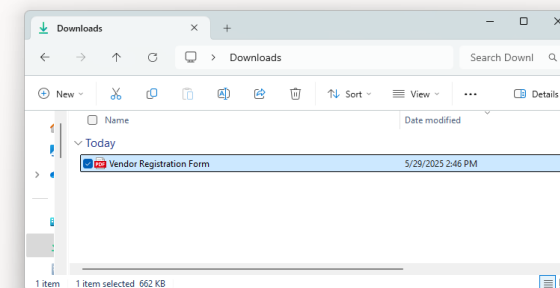 Downloads
Downloads
Search Downl
New
Sort
View
Details
Name
Date modified
Today
PDF
Vendor Registration Form
5/29/2025 2:46 PM
1 item
1 item selected 662 KB